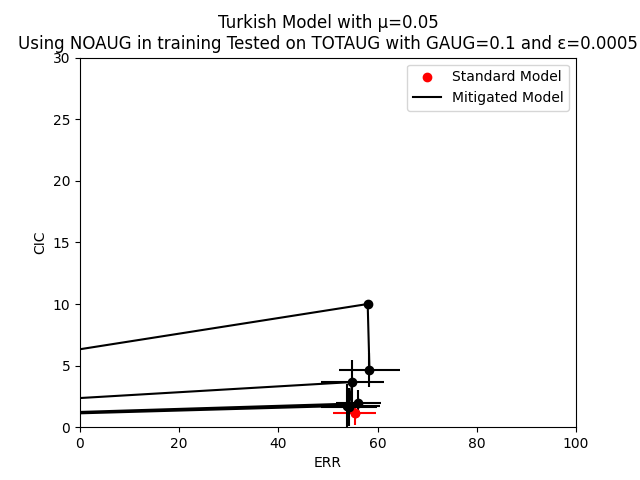 Turkish Model with μ=0.05
Using NOAUG in training Tested on TOTAUG with GAUG=0.1 and ε=0.0005
30
25
20
15
10
5
0
CIC
Standard Model
Mitigated Model
0 20 40 60 80 100
ERR